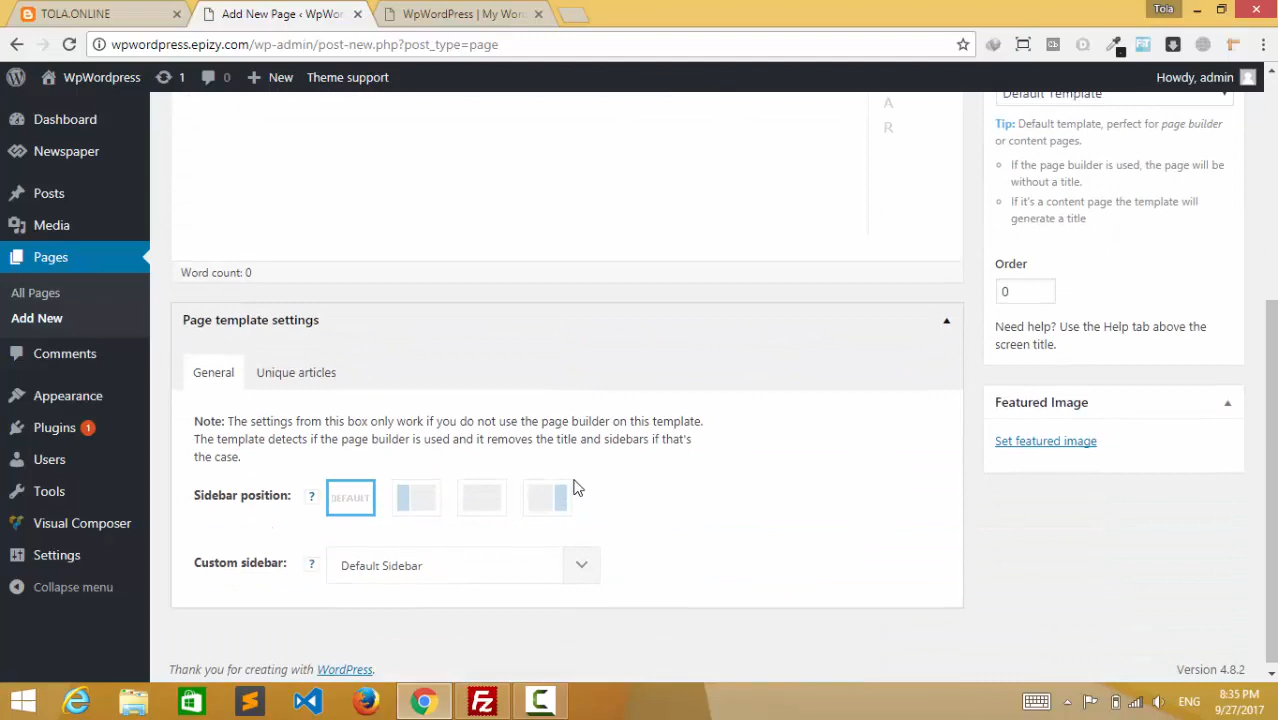 TOLA.ONLINE
Add New Page ‹ WpWor
WpWordPress | My Wor
Tola
wpwordpress.epizy.com/wp-admin/post-new.php?post_type=page
WpWordpress
1
0
New
Theme support
Howdy, admin
Dashboard
Newspaper
Posts
Media
Pages
All Pages
Add New
Comments
Appearance
Plugins 1
Users
Tools
Visual Composer
Settings
Collapse menu
A
R
Word count: 0
Page template settings
General
Unique articles
Note: The settings from this box only work if you do not use the page builder on this template.
The template detects if the page builder is used and it removes the title and sidebars if that's
the case.
Sidebar position: ?
DEFAULT
Custom sidebar: ?
Default Sidebar
Thank you for creating with WordPress.
Default Template
Tip: Default template, perfect for page builder
or content pages.
If the page builder is used, the page will be
without a title.
If it's a content page the template will
generate a title
Order
0
Need help? Use the Help tab above the
screen title.
Featured Image
Set featured image
Version 4.8.2
ENG
8:35 PM
9/27/2017